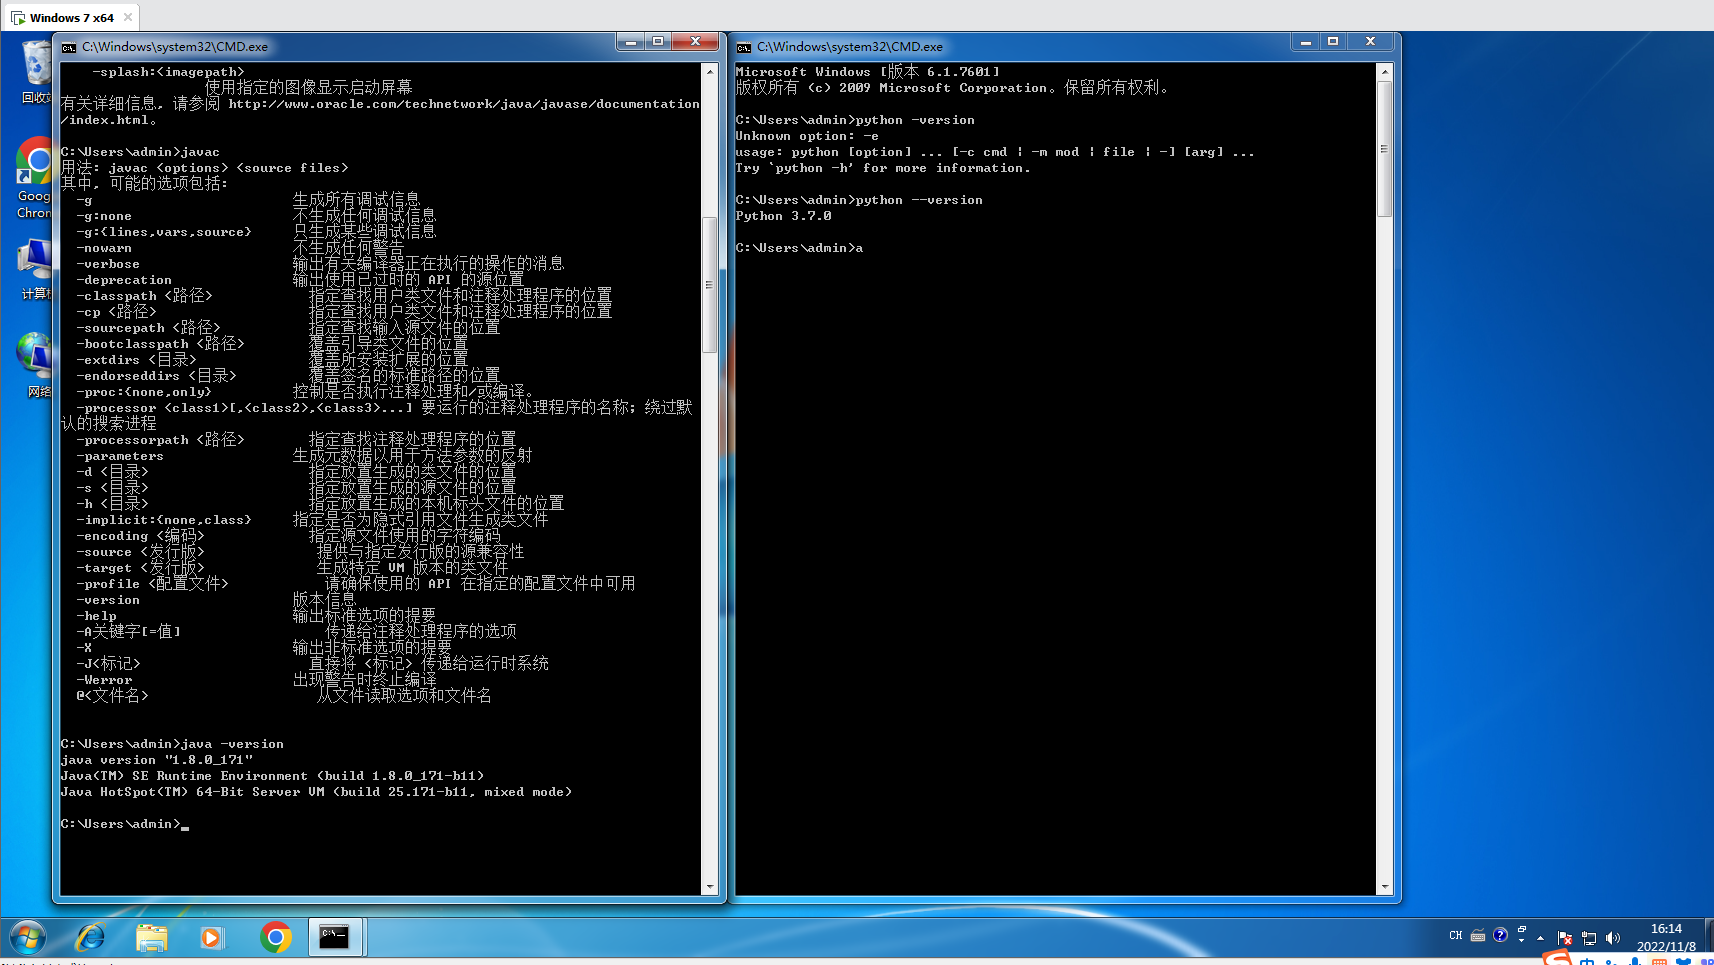 Windows 7 x64
回收站
Goog
Chron
计算机
网络
C:\Windows\system32\CMD.exe
-splash:<imagepath>
使用指定的图像显示启动屏幕
有关详细信息，请参阅 http://www.oracle.com/technetwork/java/javase/documentation
/index.html。
C:\Users\admin>javac
用法: javac <options> <source files>
其中，可能的选项包括:
-g 生成所有调试信息
-g:none 不生成任何调试信息
-g:{lines,vars,source} 只生成某些调试信息
-nowarn 不生成任何警告
-verbose 输出有关编译器正在执行的操作的消息
-deprecation 输出使用已过时的 API 的源位置
-classpath <路径> 指定查找用户类文件和注释处理程序的位置
-cp <路径> 指定查找用户类文件和注释处理程序的位置
-sourcepath <路径> 指定查找输入源文件的位置
-bootclasspath <路径> 覆盖引导类文件的位置
-extdirs <目录> 覆盖所安装扩展的位置
-endorseddirs <目录> 覆盖签名的标准路径的位置
-proc:{none,only} 控制是否执行注释处理和/或编译。
-processor <class1>[,<class2>,<class3>...] 要运行的注释处理程序的名称; 绕过默
认的搜索进程
-processorpath <路径> 指定查找注释处理程序的位置
-parameters 生成元数据以用于方法参数的反射
-d <目录> 指定放置生成的类文件的位置
-s <目录> 指定放置生成的源文件的位置
-h <目录> 指定放置生成的本机标头文件的位置
-implicit:{none,class} 指定是否为隐式引用文件生成类文件
-encoding <编码> 指定源文件使用的字符编码
-source <发行版> 提供与指定发行版的源兼容性
-target <发行版> 生成特定 VM 版本的类文件
-profile <配置文件> 请确保使用的 API 在指定的配置文件中可用
-version 版本信息
-help 输出标准选项的提要
-A关键字[=值] 传递给注释处理程序的选项
-X 输出非标准选项的提要
-J<标记> 直接将 <标记> 传递给运行时系统
-Werror 出现警告时终止编译
@<文件名> 从文件读取选项和文件名
C:\Users\admin>java -version
java version "1.8.0_171"
Java(TM) SE Runtime Environment (build 1.8.0_171-b11)
Java HotSpot(TM) 64-Bit Server VM (build 25.171-b11, mixed mode)
C:\Users\admin>
C:\Windows\system32\CMD.exe
Microsoft Windows [版本 6.1.7601]
版权所有 (c) 2009 Microsoft Corporation。保留所有权利。
C:\Users\admin>python -version
Unknown option: -e
usage: python [option] ... [-c cmd | -m mod | file | -] [arg] ...
Try `python -h' for more information.
C:\Users\admin>python --version
Python 3.7.0
C:\Users\admin>a
CH
16:14
2022/11/8